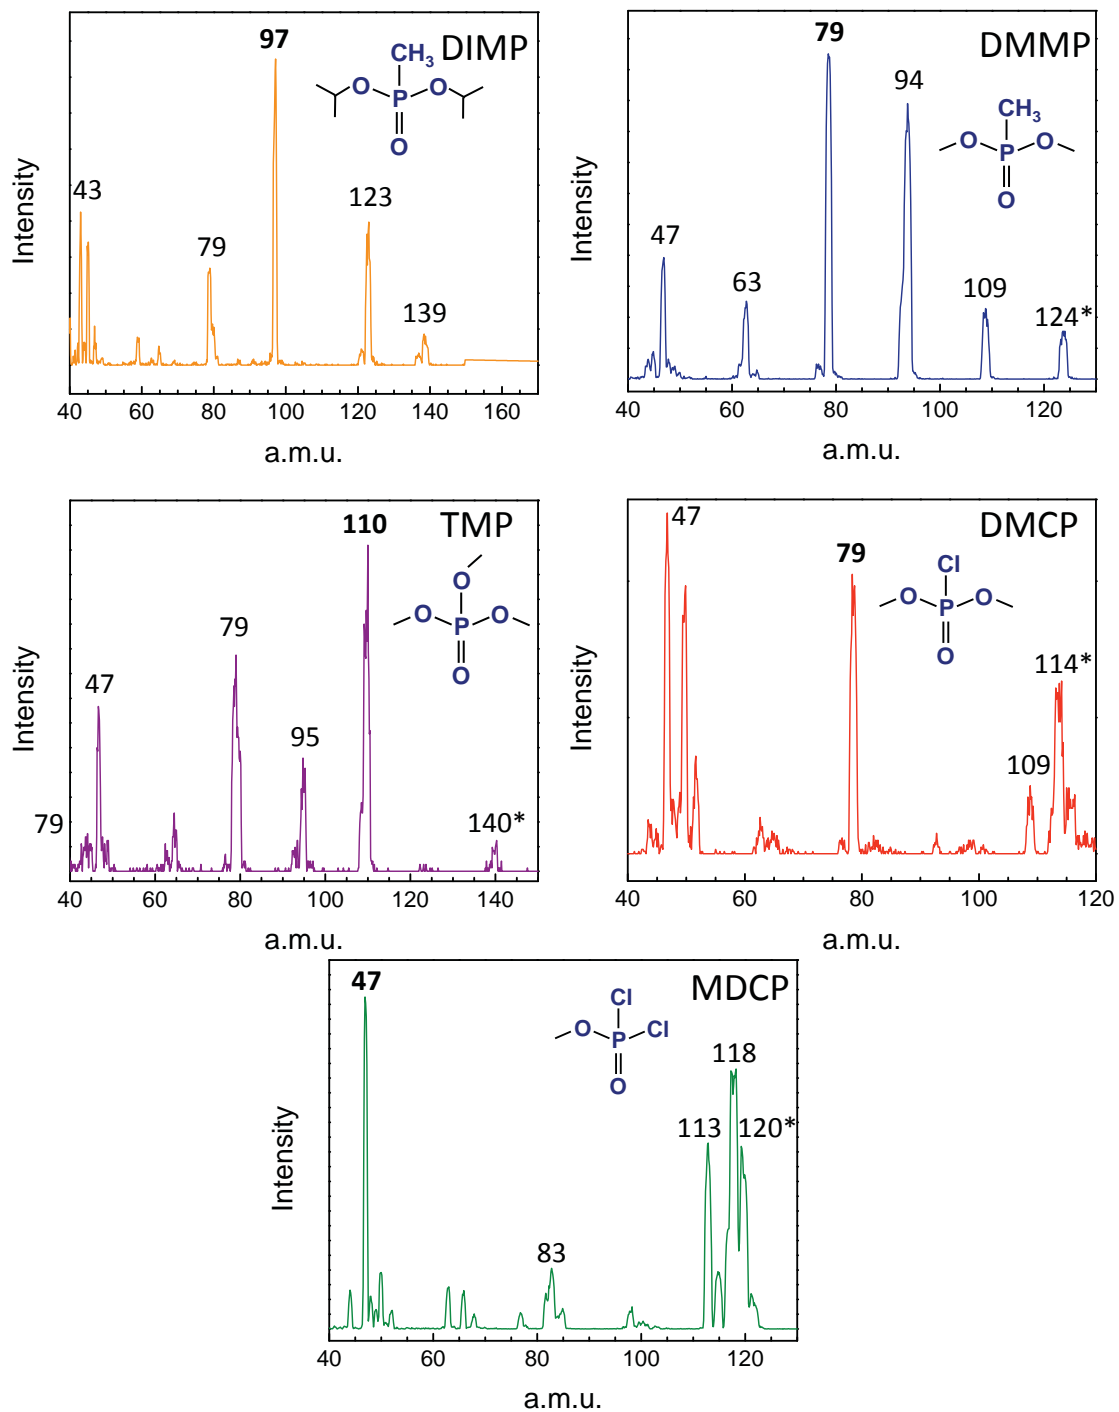 DIMP
97
CH3
O
P
O
O
43
79
123
139
Intensity
40 60 80 100 120 140 160
a.m.u.
DMMP
79
94
CH3
O
P
O
O
47
63
109
124*
Intensity
40 60 80 100 120
a.m.u.
TMP
110
O
O
P
O
O
79
47
95
140*
79
Intensity
40 60 80 100 120 140
a.m.u.
DMCP
47
79
Cl
O
P
O
O
114*
109
Intensity
40 60 80 100 120
a.m.u.
MDCP
47
Cl
O
P
Cl
O
118
113
120*
83
Intensity
40 60 80 100 120
a.m.u.